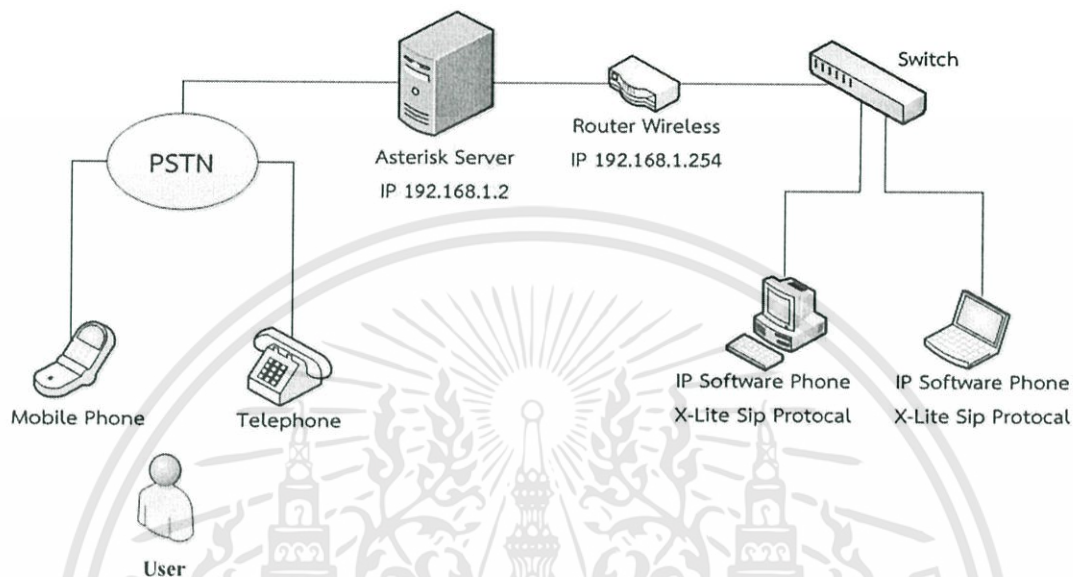 Switch
Router Wireless
IP 192.168.1.254
Asterisk Server
IP 192.168.1.2
PSTN
Mobile Phone
Telephone
IP Software Phone
X-Lite Sip Protocal
IP Software Phone
X-Lite Sip Protocal
User